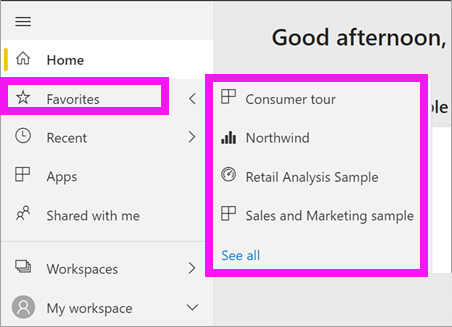 Good afternoon,
Home
Favorites
Recent
Apps
Shared with me
Workspaces
My workspace
Consumer tour
Northwind
Retail Analysis Sample
Sales and Marketing sample
See all